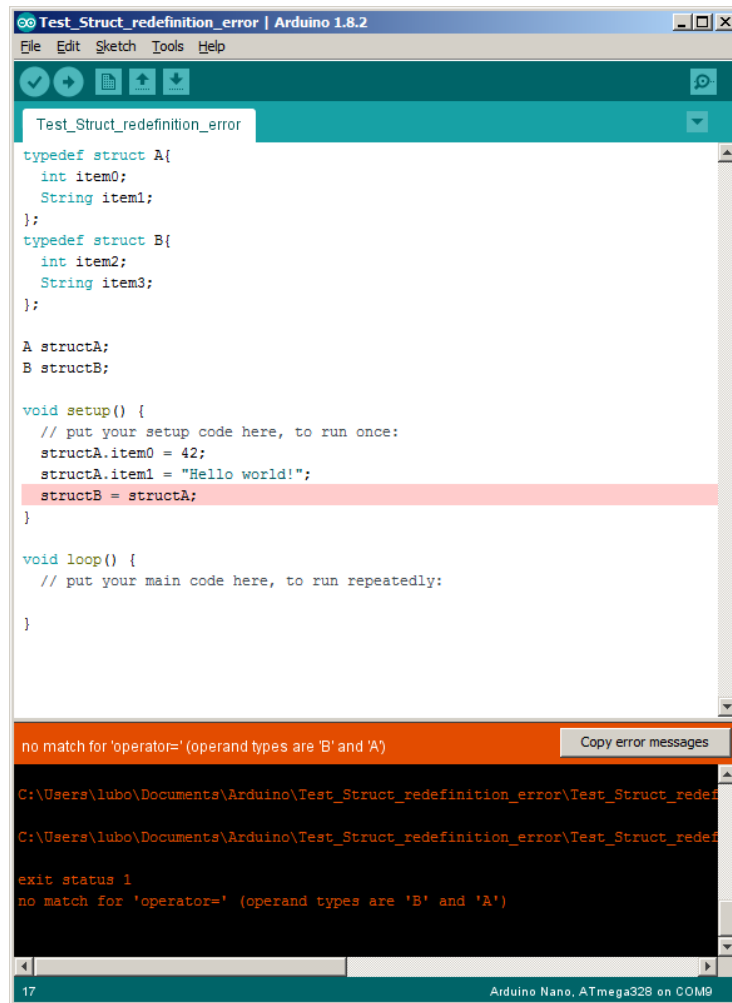 Test_Struct_redefinition_error | Arduino 1.8.2
File Edit Sketch Tools Help
Test_Struct_redefinition_error
typedef struct A{
  int item0;
  String item1;
};
typedef struct B{
  int item2;
  String item3;
};
A structA;
B structB;
void setup() {
  // put your setup code here, to run once:
  structA.item0 = 42;
  structA.item1 = "Hello world!";
  structB = structA;
}
void loop() {
  // put your main code here, to run repeatedly:
}
no match for 'operator=' (operand types are 'B' and 'A')
Copy error messages
C:\Users\lubo\Documents\Arduino\Test_Struct_redefinition_error\Test_Struct_redef
C:\Users\lubo\Documents\Arduino\Test_Struct_redefinition_error\Test_Struct_redef
exit status 1
no match for 'operator=' (operand types are 'B' and 'A')
17
Arduino Nano, ATmega328 on COM9